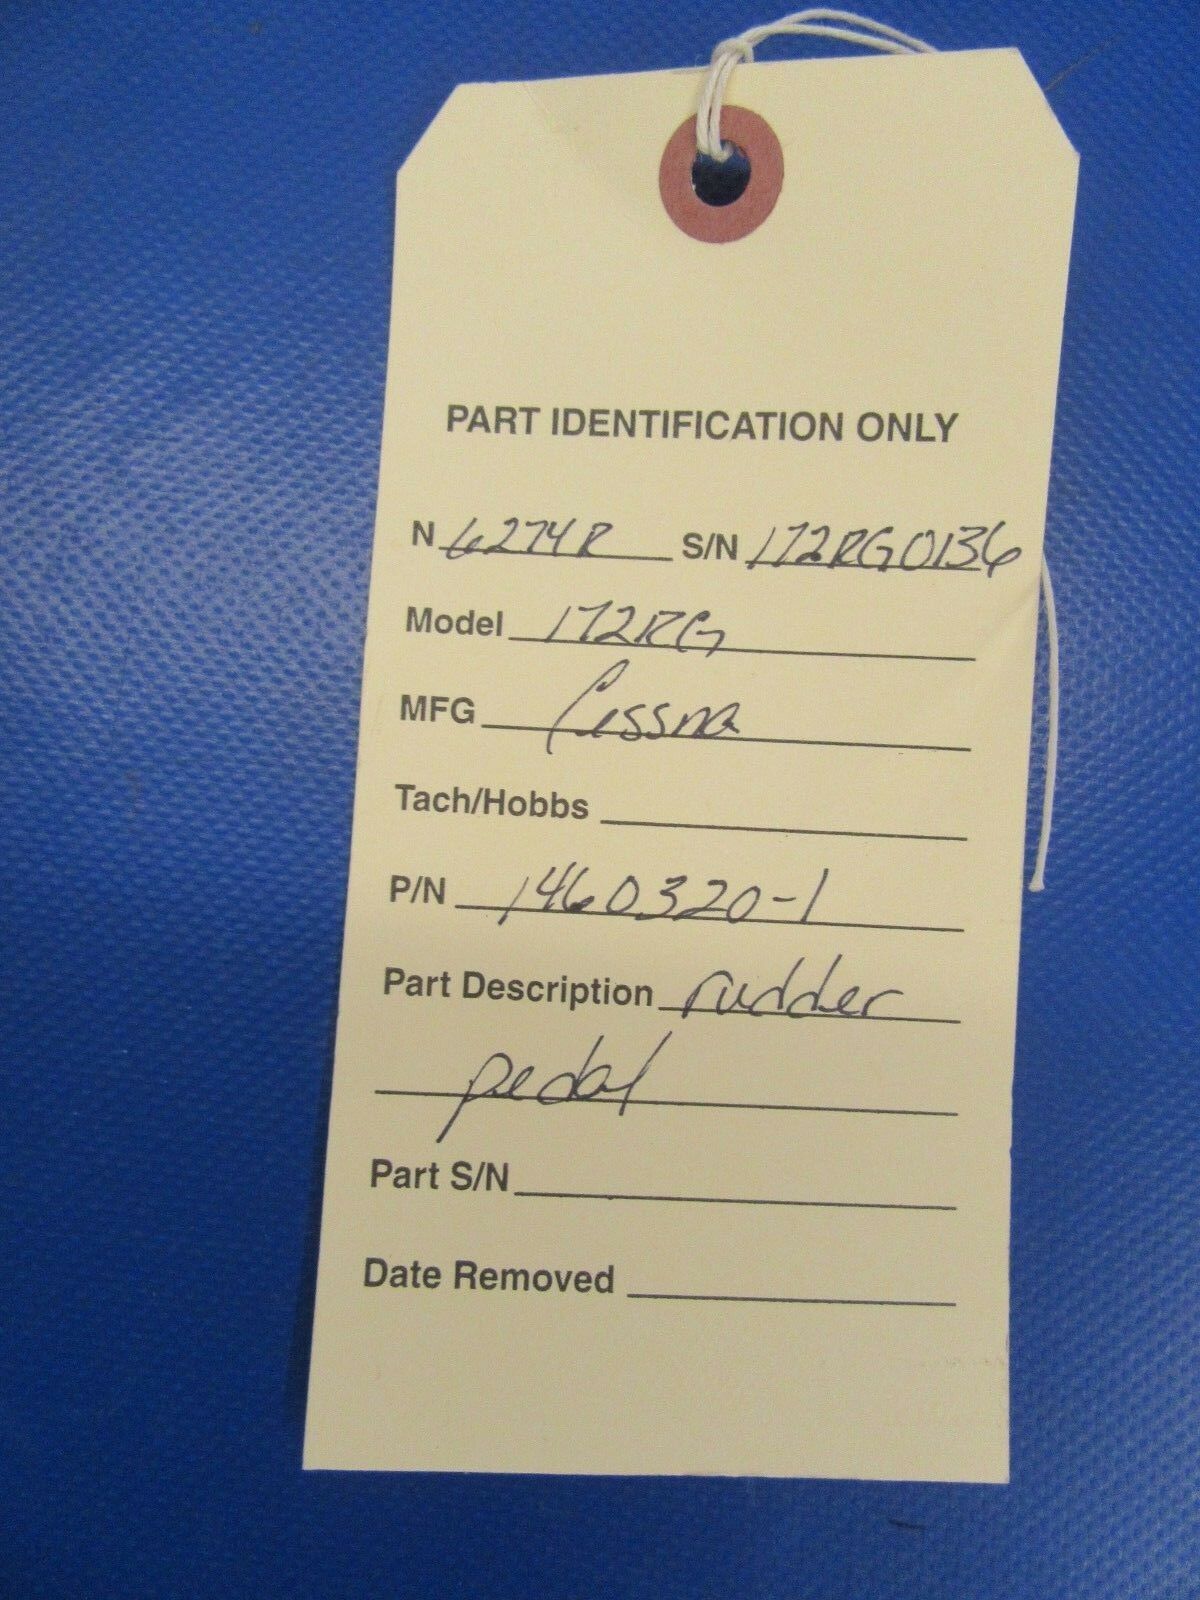 PART IDENTIFICATION ONLY
N 6274R S/N 172RG0136
Model 172RG
MFG Cessna
Tach/Hobbs
P/N 1460320-1
Part Description rudder
pedal
Part S/N
Date Removed